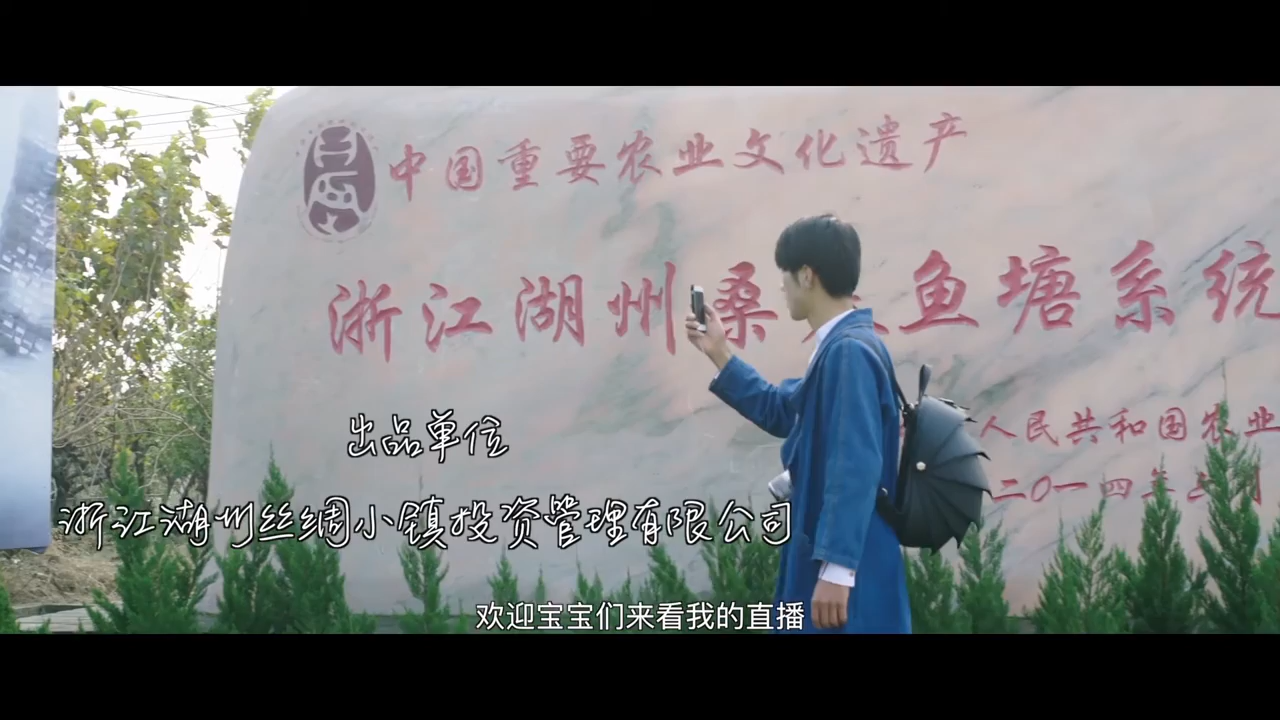 中国重要农业文化遗产
浙江湖州桑 鱼塘系统
人民共和国农业
二〇一四年
出品单位
浙江湖州丝绸小镇投资管理有限公司
欢迎宝宝们来看我的直播